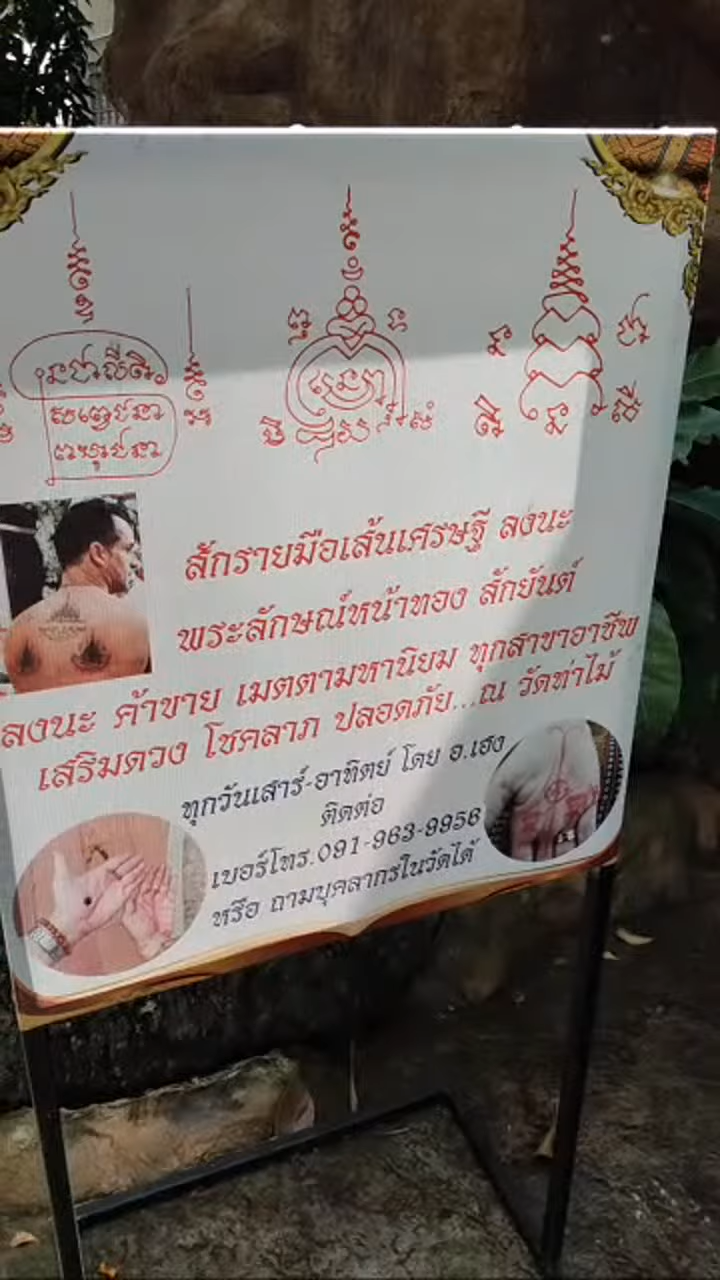 สักรายมือเส้นเศรษฐี ลงนะ
พระลักษณ์หน้าทอง สักยันต์
ลงนะ ค้าขาย เมตตามหานิยม ทุกสาขาอาชีพ
เสริมดวง โชคลาภ ปลอดภัย...ณ วัดท่าไม้
ทุกวันเสาร์-อาทิตย์ โดย อ.เฮง
ติดต่อ
เบอร์โทร.091-963-9956
หรือ ถามบุคลากรในวัดได้